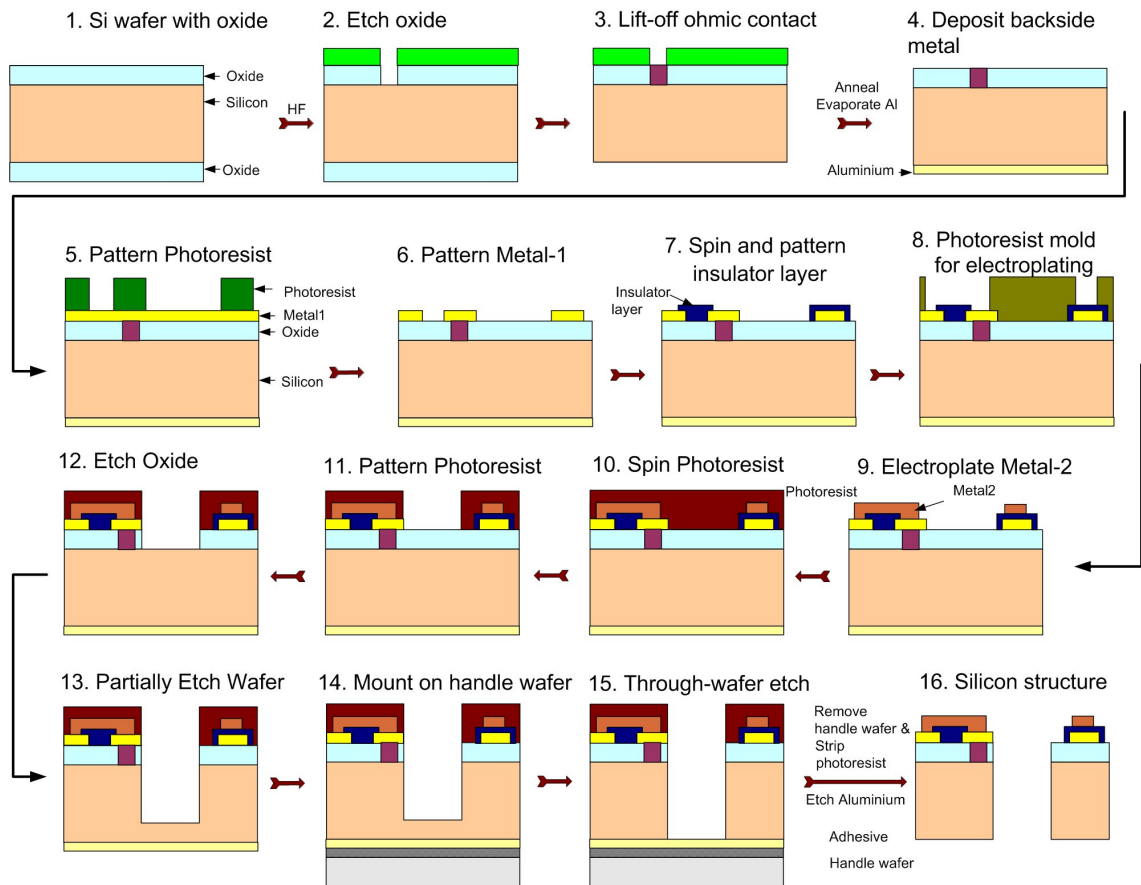 1. Si wafer with oxide
Oxide
Silicon
Oxide
HF
2. Etch oxide
3. Lift-off ohmic contact
Anneal
Evaporate Al
4. Deposit backside
metal
Aluminium
5. Pattern Photoresist
Photoresist
Metal1
Oxide
Silicon
6. Pattern Metal-1
7. Spin and pattern
insulator layer
Insulator
layer
8. Photoresist mold
for electroplating
9. Electroplate Metal-2
Photoresist
Metal2
10. Spin Photoresist
11. Pattern Photoresist
12. Etch Oxide
13. Partially Etch Wafer
14. Mount on handle wafer
15. Through-wafer etch
Remove
handle wafer &
Strip
photoresist
Etch Aluminium
Adhesive
Handle wafer
16. Silicon structure